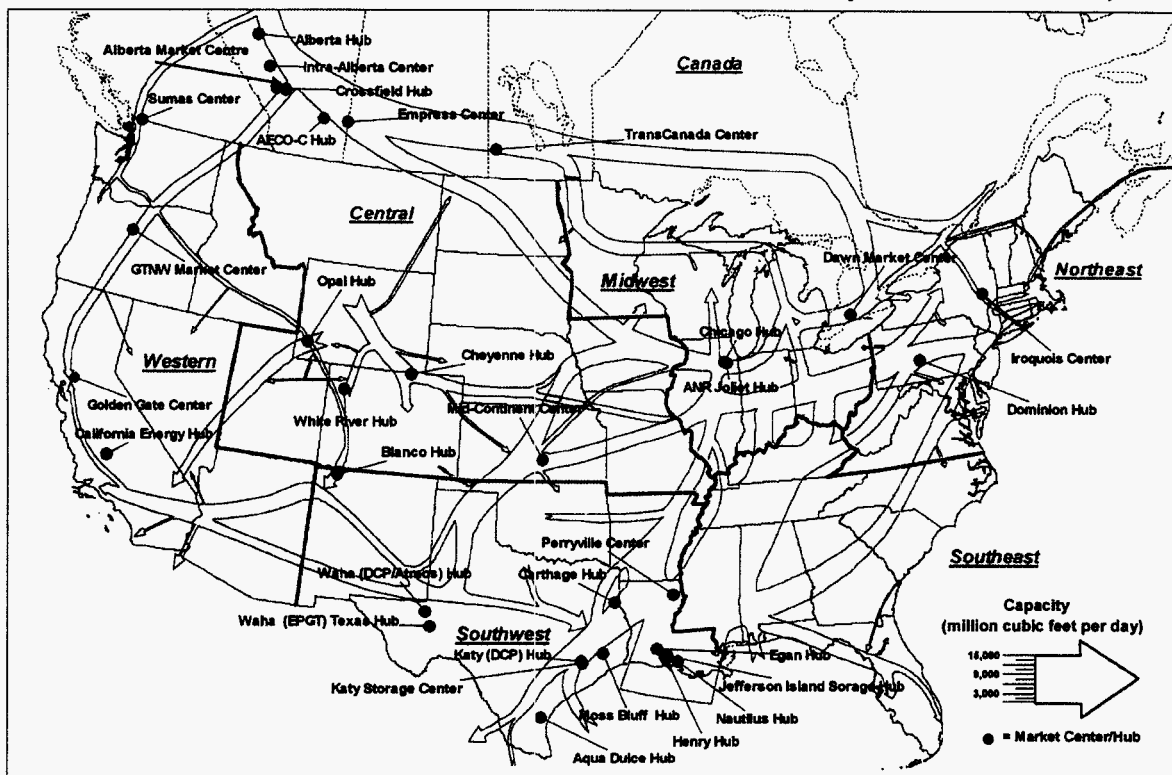 Alberta Hub
Alberta Market Centre
Canada
Intra-Alberta Center
Crossfield Hub
Sumas Center
Empress Center
AECO-C Hub
TransCanada Center
Central
Dawn Market Center
GTNW Market Center
Northeast
Opal Hub
Midwest
Chicago Hub
Cheyenne Hub
Iroquois Center
Western
ANR Joliet Hub
Mid-Continent Center
Golden Gate Center
Dominion Hub
White River Hub
California Energy Hub
Blanco Hub
Perryville Center
Southeast
Waha (DCP/Atmos) Hub
Carthage Hub
Capacity
(million cubic feet per day)
Waha (EPGT) Texas Hub
Southwest
Katy (DCP) Hub
Egan Hub
15,000
9,000
3,000
Katy Storage Center
Jefferson Island Sorage Hub
Moss Bluff Hub
Nautilius Hub
Henry Hub
= Market Center/Hub
Aqua Dulce Hub